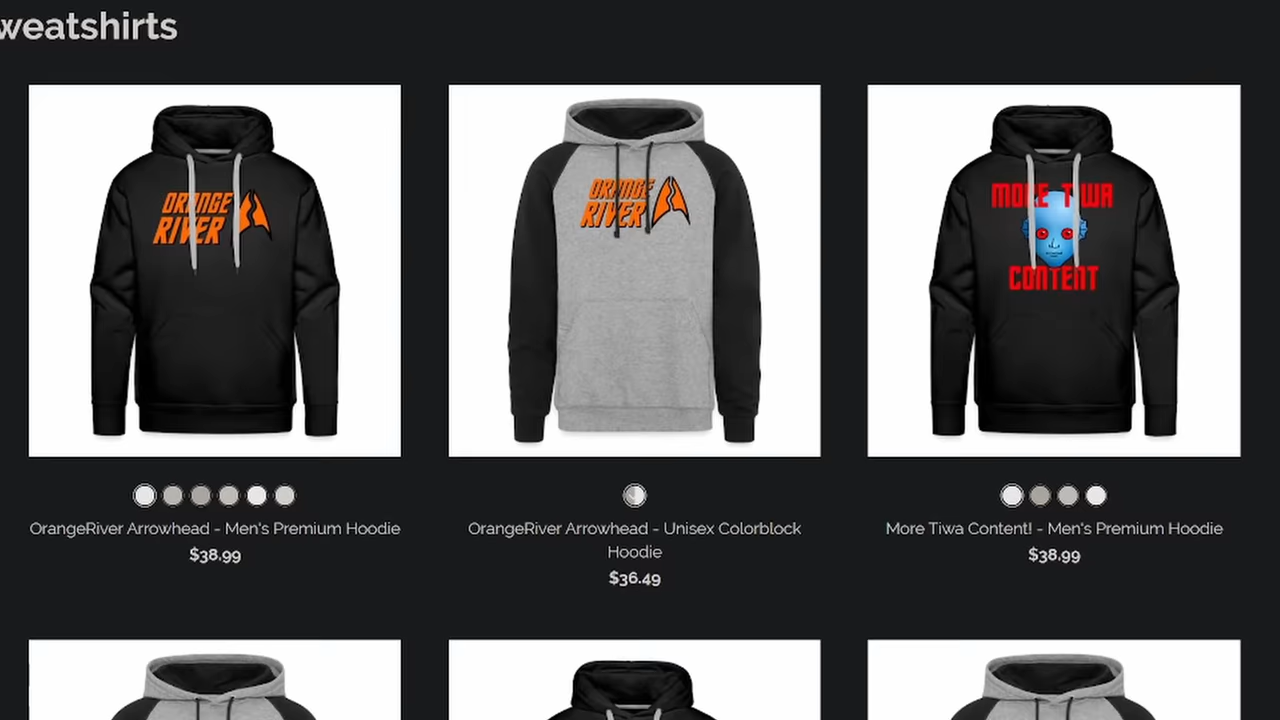 weatshirts
ORANGE
RIVER
ORANGE
RIVER
MORE TIWA
CONTENT
OrangeRiver Arrowhead - Men's Premium Hoodie
$38.99
OrangeRiver Arrowhead - Unisex Colorblock
Hoodie
$36.49
More Tiwa Content! - Men's Premium Hoodie
$38.99